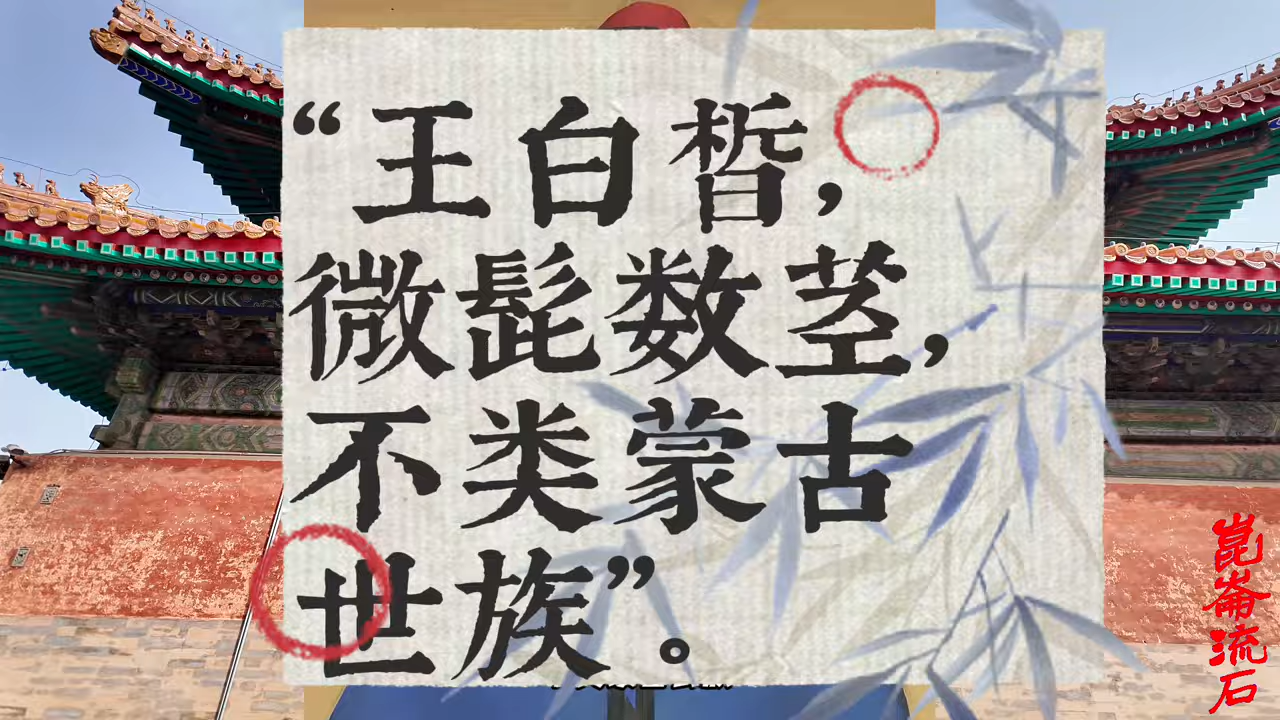 “王白皙，
微髭数茎，
不类蒙古
世族”。
崑崙流石